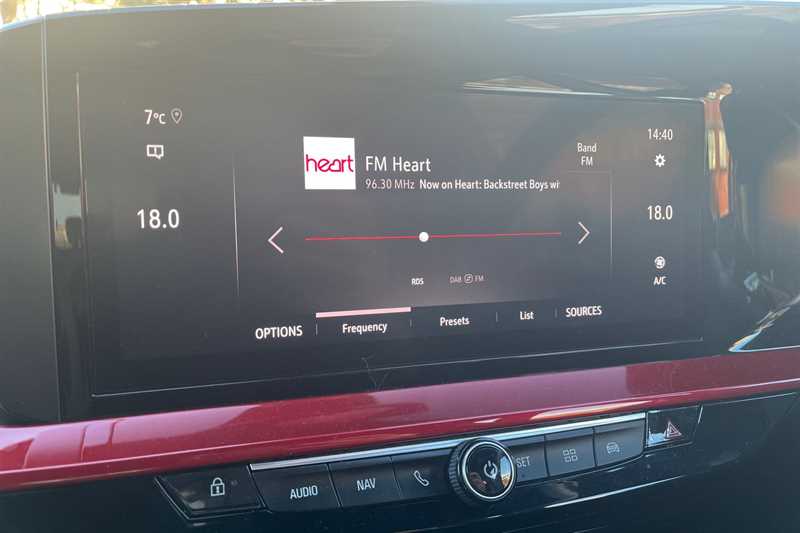 7°C
14:40
heart
FM Heart
96.30 MHz Now on Heart: Backstreet Boys wi
Band
FM
18.0
18.0
A/C
RDS
DAB FM
OPTIONS
Frequency
Presets
List
SOURCES
AUDIO
NAV
SET